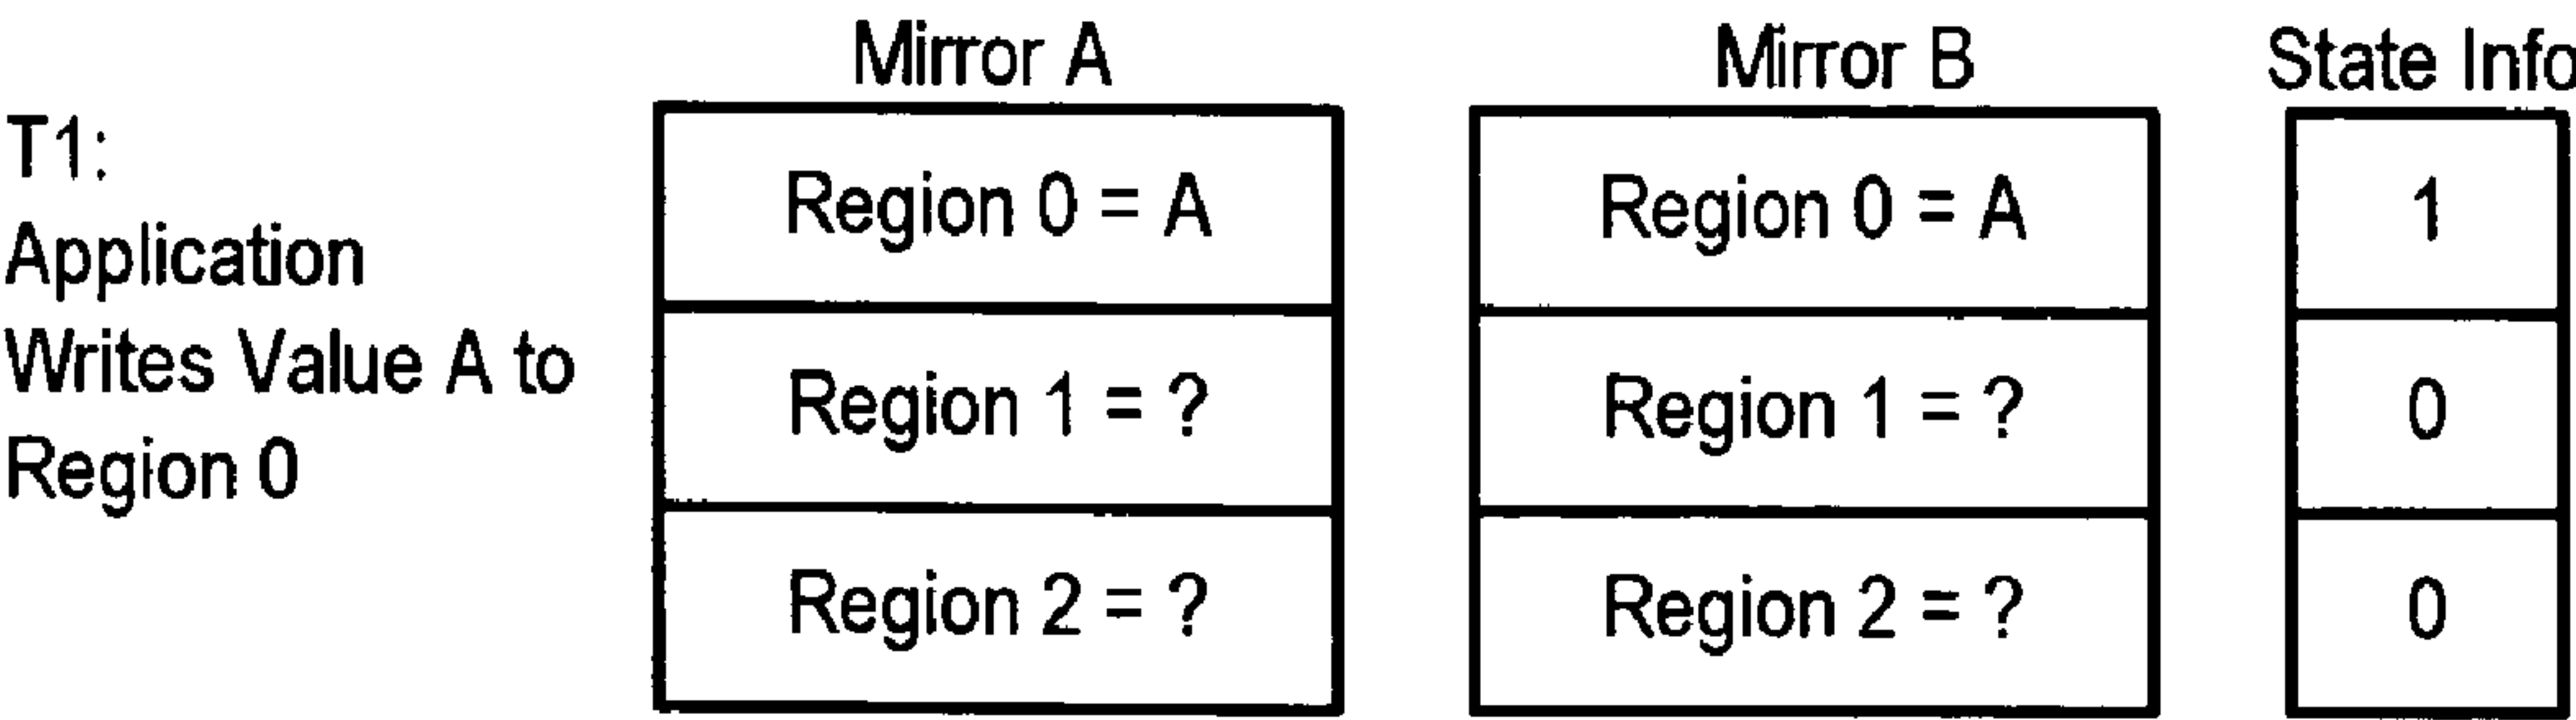 Mirror A
Mirror B
State Info
T1:
Application
Writes Value A to
Region 0
Region 0 = A
Region 0 = A
1
Region 1 = ?
Region 1 = ?
0
Region 2 = ?
Region 2 = ?
0